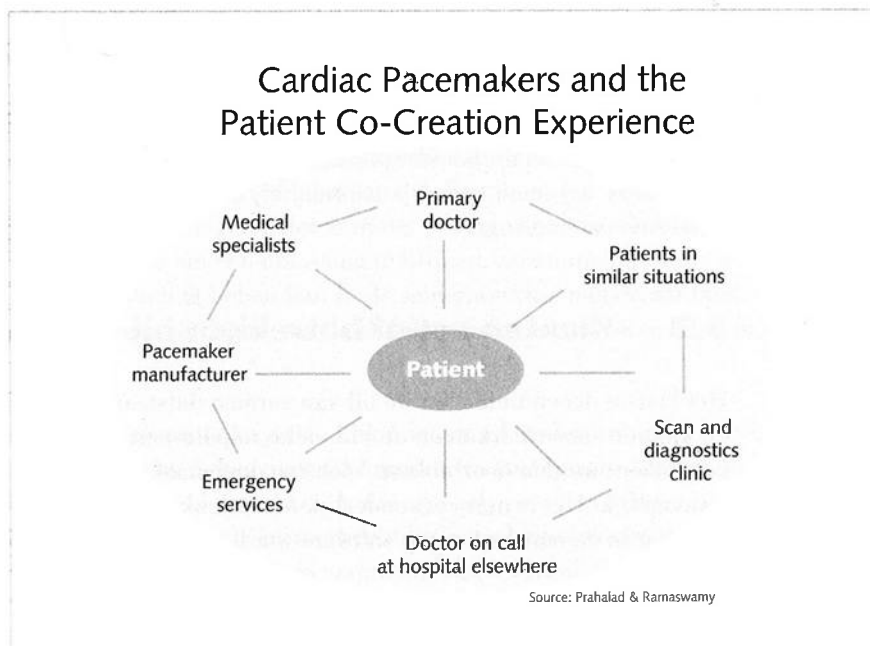 Cardiac Pacemakers and the
Patient Co-Creation Experience
Primary
doctor
Medical
specialists
Patients in
similar situations
Pacemaker
manufacturer
Patient
Scan and
diagnostics
clinic
Emergency
services
Doctor on call
at hospital elsewhere
Source: Prahalad & Ramaswamy